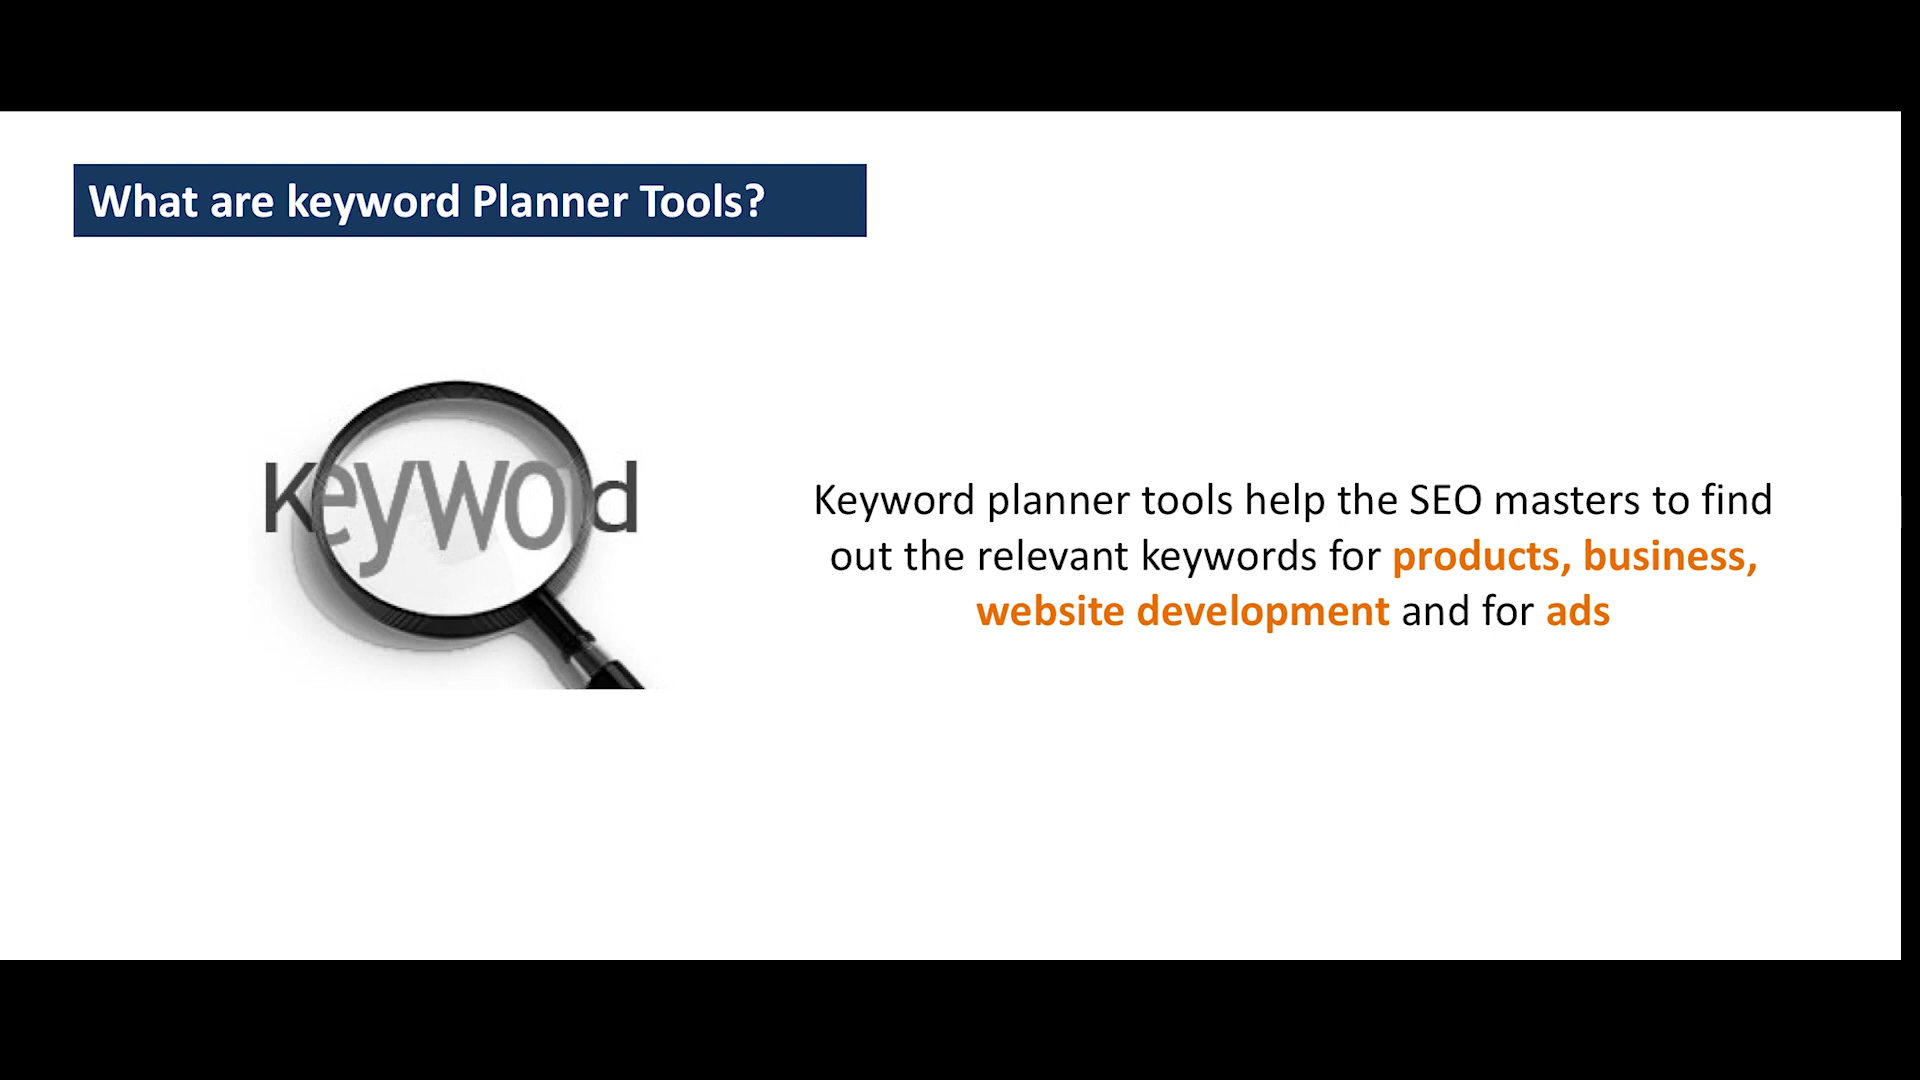 What are keyword Planner Tools?
Keyword
Keyword planner tools help the SEO masters to find
out the relevant keywords for products, business,
website development and for ads